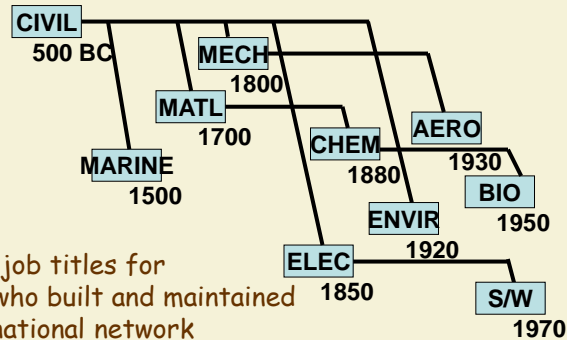 CIVIL
500 BC
MECH
1800
MATL
1700
AERO
1930
CHEM
1880
MARINE
1500
BIO
1950
ENVIR
1920
ELEC
1850
S/W
1970
job titles for
who built and maintained
national network